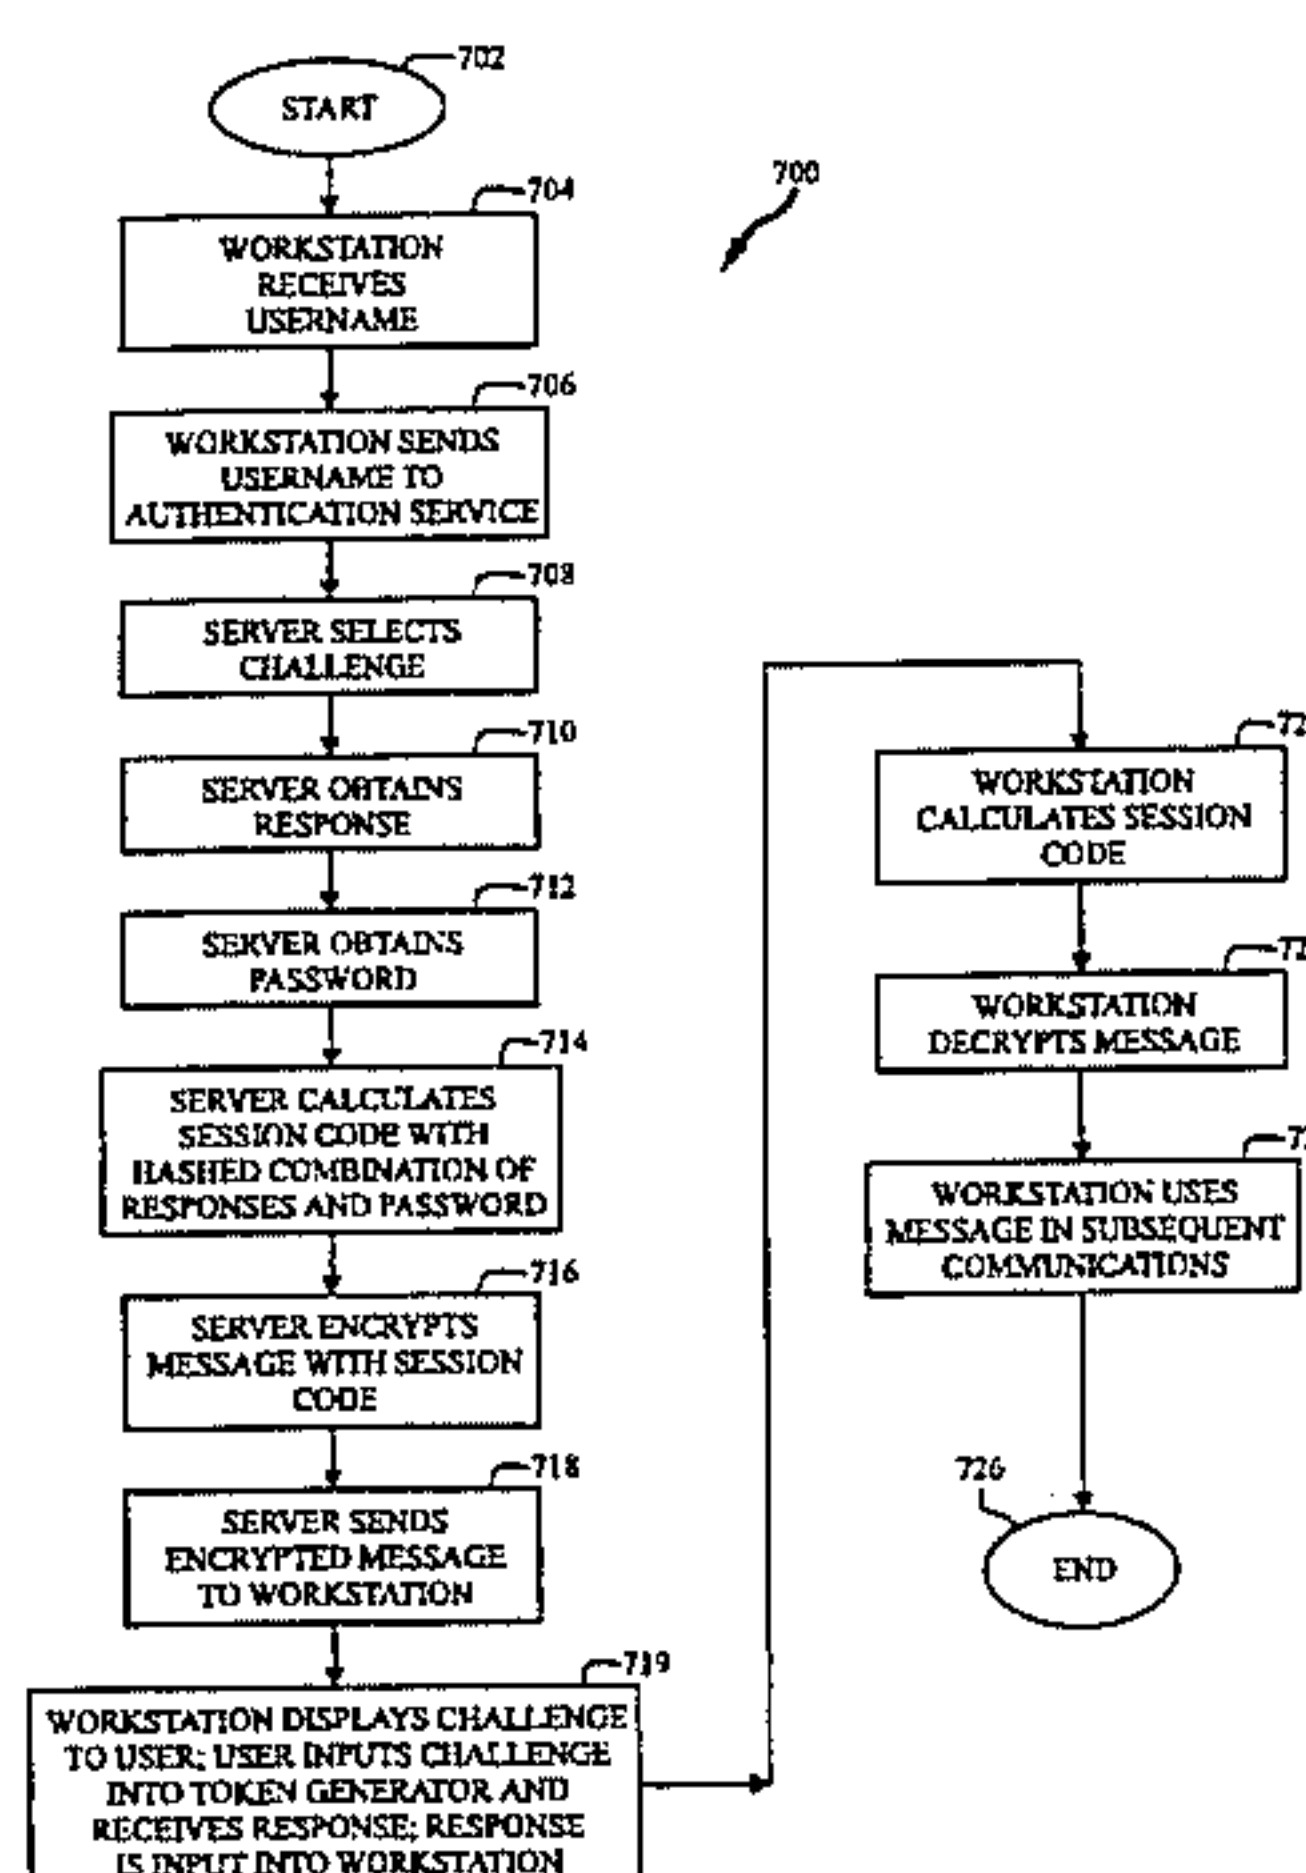 702
START
700
704
WORKSTATION
RECEIVES
USERNAME
706
WORKSTATION SENDS
USERNAME TO
AUTHENTICATION SERVICE
708
SERVER SELECTS
CHALLENGE
710
SERVER OBTAINS
RESPONSE
712
SERVER OBTAINS
PASSWORD
714
SERVER CALCULATES
SESSION CODE WITH
HASHED COMBINATION OF
RESPONSES AND PASSWORD
716
SERVER ENCRYPTS
MESSAGE WITH SESSION
CODE
718
SERVER SENDS
ENCRYPTED MESSAGE
TO WORKSTATION
719
WORKSTATION DISPLAYS CHALLENGE
TO USER; USER INPUTS CHALLENGE
INTO TOKEN GENERATOR AND
RECEIVES RESPONSE; RESPONSE
IS INPUT INTO WORKSTATION
WORKSTATION
CALCULATES SESSION
CODE
WORKSTATION
DECRYPTS MESSAGE
WORKSTATION USES
MESSAGE IN SUBSEQUENT
COMMUNICATIONS
726
END